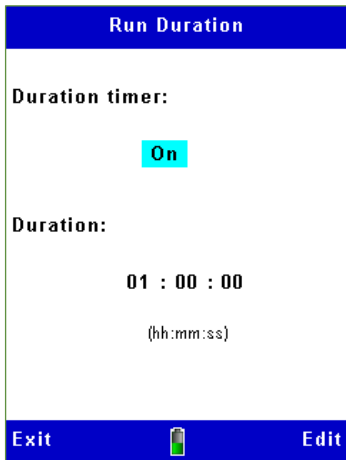 Run Duration
Duration timer:
On
Duration:
01 : 00 : 00
(hh:mm:ss)
Exit Edit